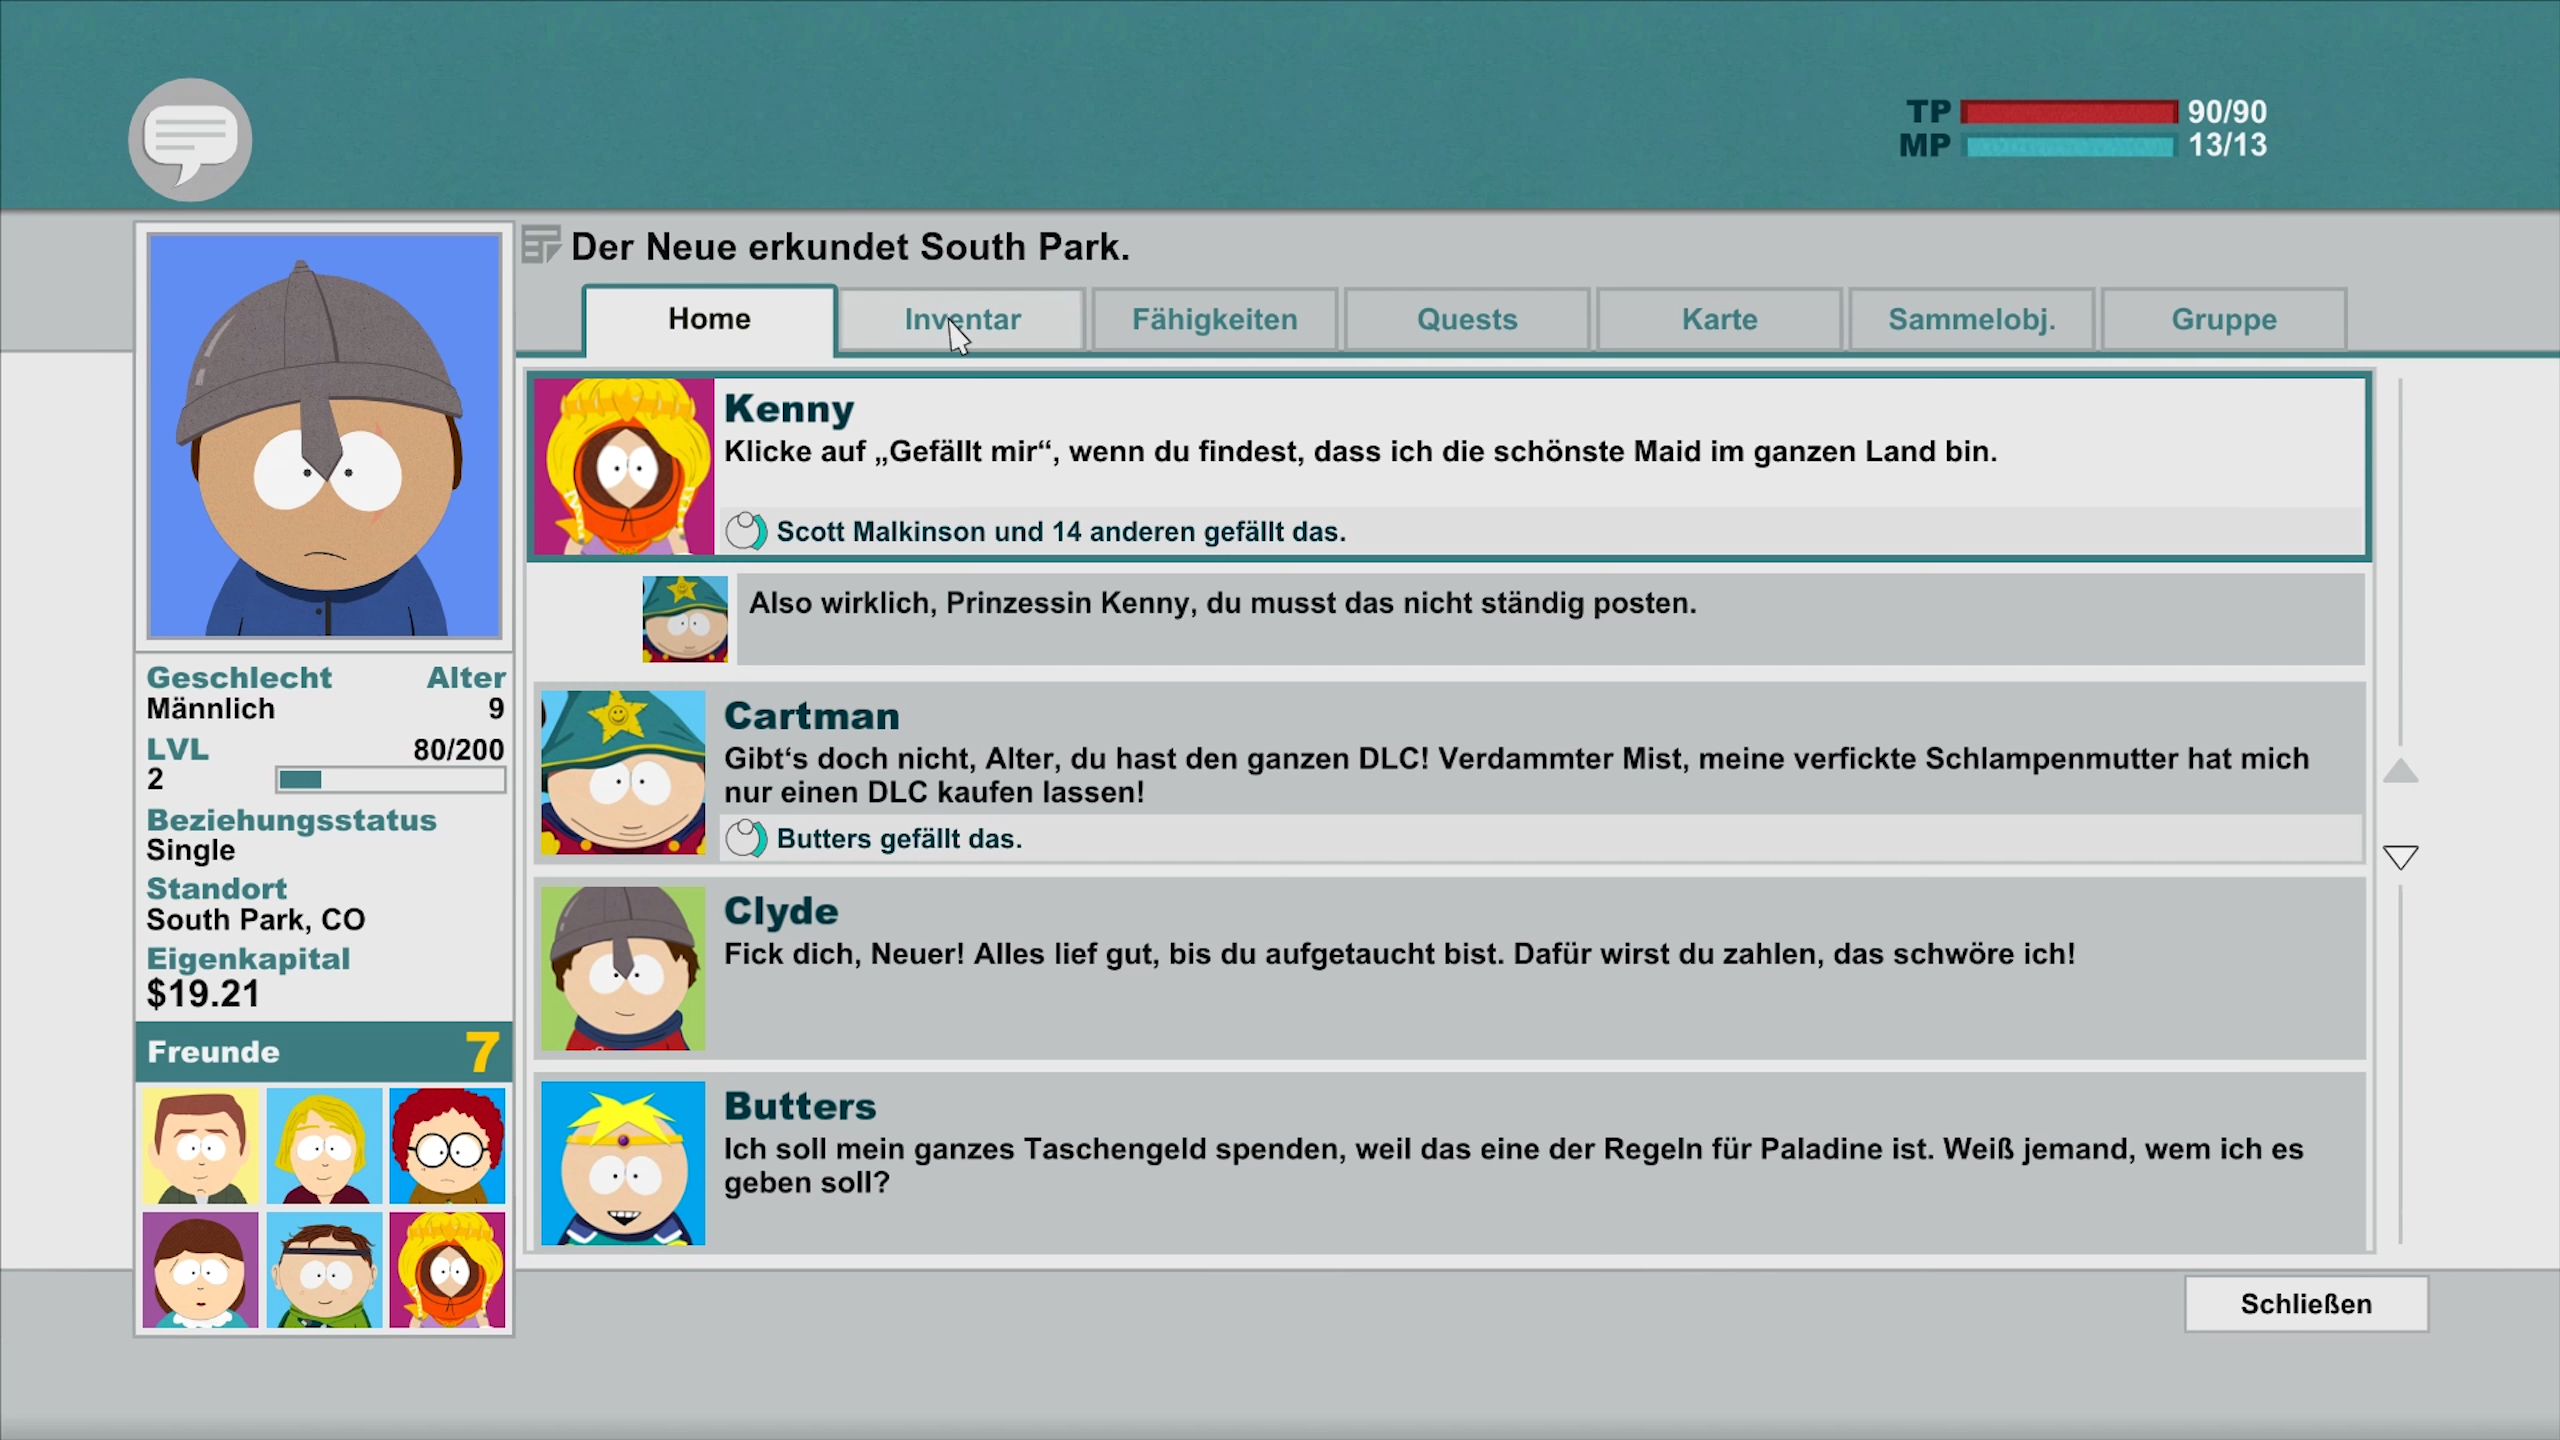 TP 90/90
MP 13/13
Der Neue erkundet South Park.
Home Inventar Fähigkeiten Quests Karte Sammelobj. Gruppe
Geschlecht Alter
Männlich 9
LVL 80/200
2
Beziehungsstatus
Single
Standort
South Park, CO
Eigenkapital
$19.21
Freunde 7
Kenny
Klicke auf „Gefällt mir“, wenn du findest, dass ich die schönste Maid im ganzen Land bin.
Scott Malkinson und 14 anderen gefällt das.
Also wirklich, Prinzessin Kenny, du musst das nicht ständig posten.
Cartman
Gibt‘s doch nicht, Alter, du hast den ganzen DLC! Verdammter Mist, meine verfickte Schlampenmutter hat mich
nur einen DLC kaufen lassen!
Butters gefällt das.
Clyde
Fick dich, Neuer! Alles lief gut, bis du aufgetaucht bist. Dafür wirst du zahlen, das schwöre ich!
Butters
Ich soll mein ganzes Taschengeld spenden, weil das eine der Regeln für Paladine ist. Weiß jemand, wem ich es
geben soll?
Schließen